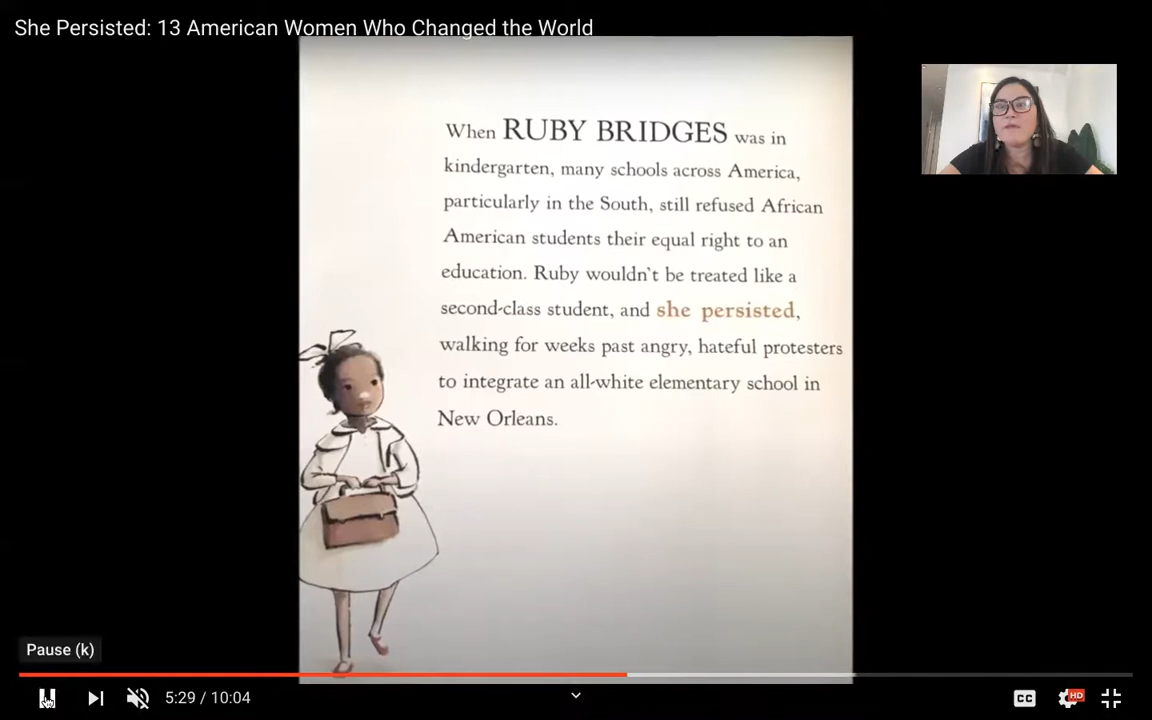 She Persisted: 13 American Women Who Changed the World
When RUBY BRIDGES was in
kindergarten, many schools across America,
particularly in the South, still refused African
American students their equal right to an
education. Ruby wouldn't be treated like a
second-class student, and she persisted,
walking for weeks past angry, hateful protesters
to integrate an all-white elementary school in
New Orleans.
Pause (k)
5:29 / 10:04
CC
HD